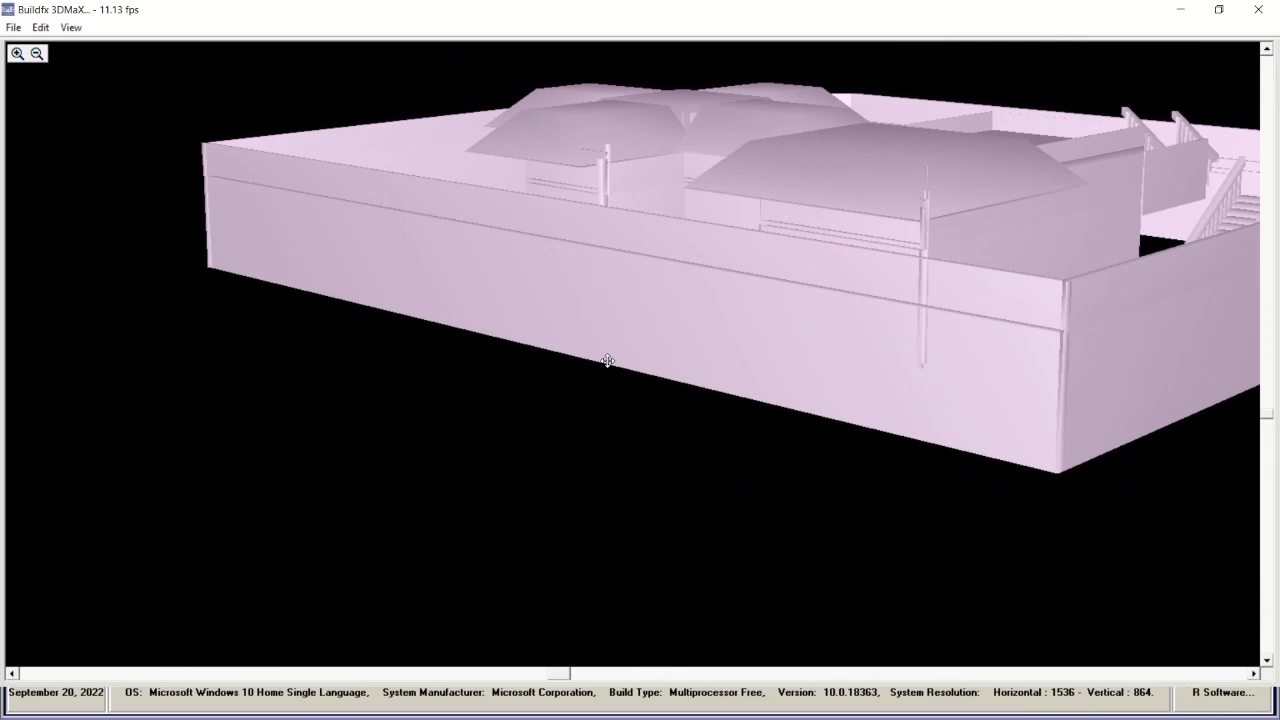 Buildfx 3DMaX... - 11.13 fps
File Edit View
September 20, 2022 OS: Microsoft Windows 10 Home Single Language, System Manufacturer: Microsoft Corporation, Build Type: Multiprocessor Free, Version: 10.0.18363, System Resolution: Horizontal : 1536 - Vertical : 864. R Software...